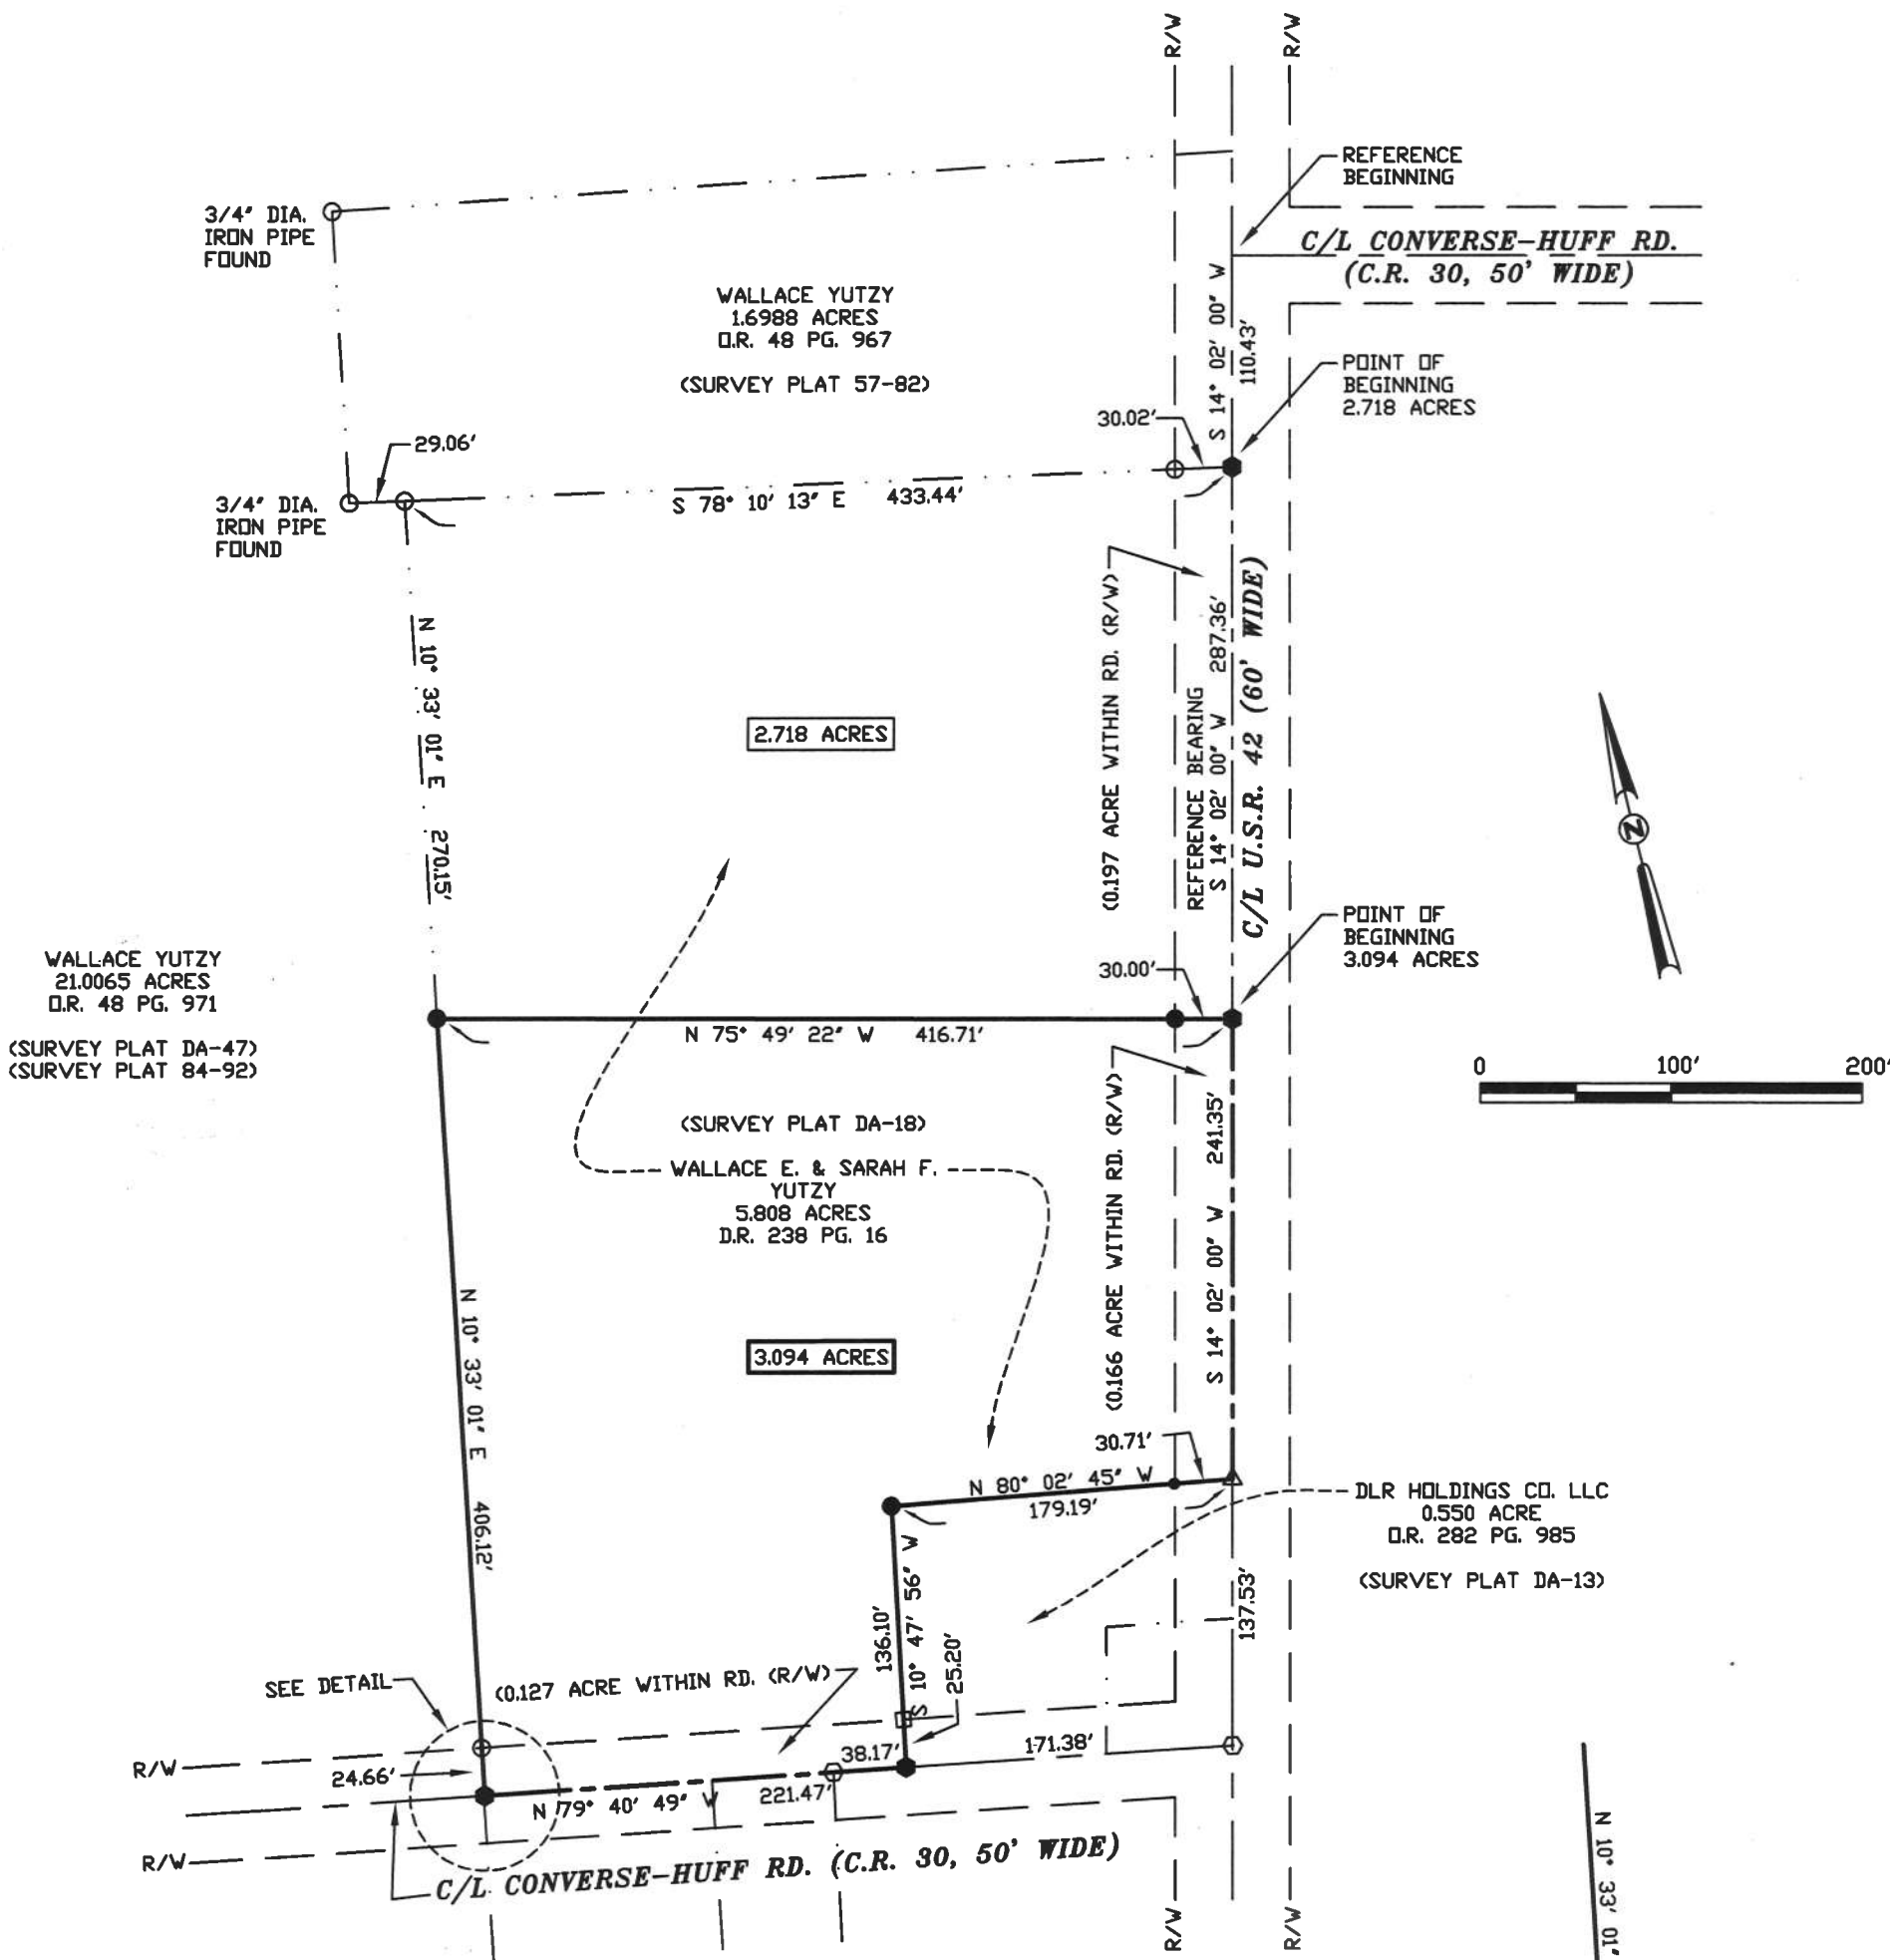 R/W
R/W
REFERENCE
BEGINNING
3/4" DIA.
IRON PIPE
FOUND
C/L CONVERSE-HUFF RD.
(C.R. 30, 50' WIDE)
WALLACE YUTZY
1.6988 ACRES
O.R. 48 PG. 967
(SURVEY PLAT 57-82)
S 14° 02' 00" W
110.43'
POINT OF
BEGINNING
2.718 ACRES
30.02'
29.06'
3/4" DIA.
IRON PIPE
FOUND
S 78° 10' 13" E 433.44'
N 10° 33' 01" E 270.15'
(0.197 ACRE WITHIN RD. (R/W)
REFERENCE BEARING
S 14° 02' 00" W 287.36'
C/L U.S.R. 42 (60' WIDE)
2.718 ACRES
N
POINT OF
BEGINNING
3.094 ACRES
30.00'
WALLACE YUTZY
21.0065 ACRES
O.R. 48 PG. 971
(SURVEY PLAT DA-47)
(SURVEY PLAT 84-92)
N 75° 49' 22" W 416.71'
0 100' 200'
(SURVEY PLAT DA-18)
WALLACE E. & SARAH F.
YUTZY
5.808 ACRES
D.R. 238 PG. 16
(0.166 ACRE WITHIN RD. (R/W)
S 14° 02' 00" W 241.35'
N 10° 33' 01" E 406.12'
3.094 ACRES
30.71'
N 80° 02' 45" W
179.19'
DLR HOLDINGS CO. LLC
0.550 ACRE
O.R. 282 PG. 985
(SURVEY PLAT DA-13)
136.10'
S 10° 47' 56" W
25.20'
137.53'
SEE DETAIL
(0.127 ACRE WITHIN RD. (R/W)
R/W
24.66'
38.17'
171.38'
N 79° 40' 49" W 221.47'
R/W
C/L CONVERSE-HUFF RD. (C.R. 30, 50' WIDE)
R/W
R/W
N 10° 33' 01"